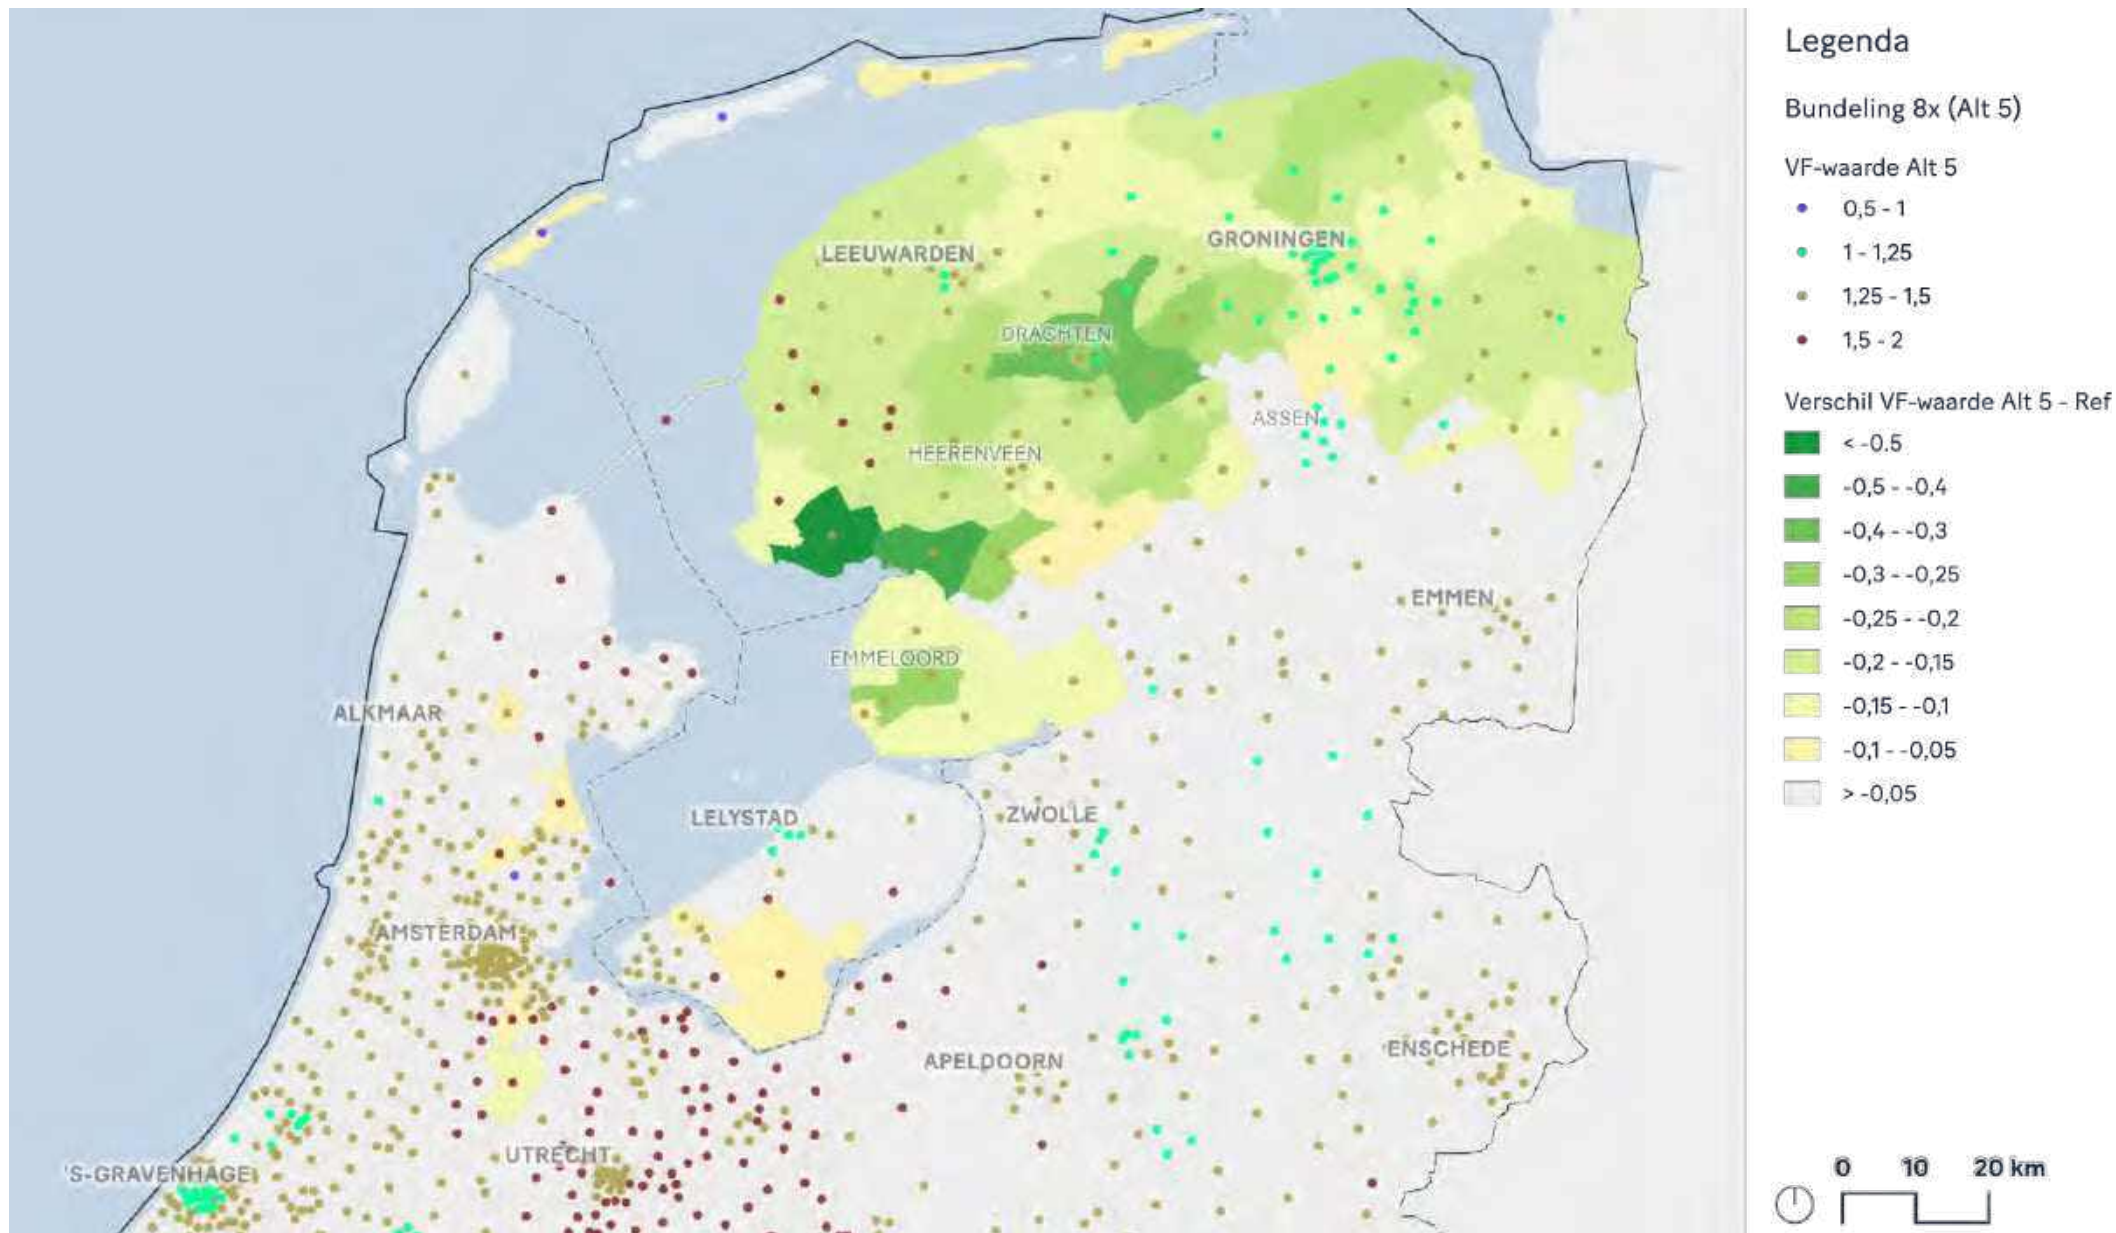 Legenda
Bundeling 8x (Alt 5)
VF-waarde Alt 5
0,5 - 1
1 - 1,25
1,25 - 1,5
1,5 - 2
Verschil VF-waarde Alt 5 - Ref
< -0.5
-0,5 - -0,4
-0,4 - -0,3
-0,3 - -0,25
-0,25 - -0,2
-0,2 - -0,15
-0,15 - -0,1
-0,1 - -0,05
> -0,05
0 10 20 km
LEEUWARDEN
GRONINGEN
DRACHTEN
ASSEN
HEERENVEEN
EMMEN
EMMELOORD
ALKMAAR
LELYSTAD
ZWOLLE
AMSTERDAM
APELDOORN
ENSCHEDE
UTRECHT
'S-GRAVENHAGE